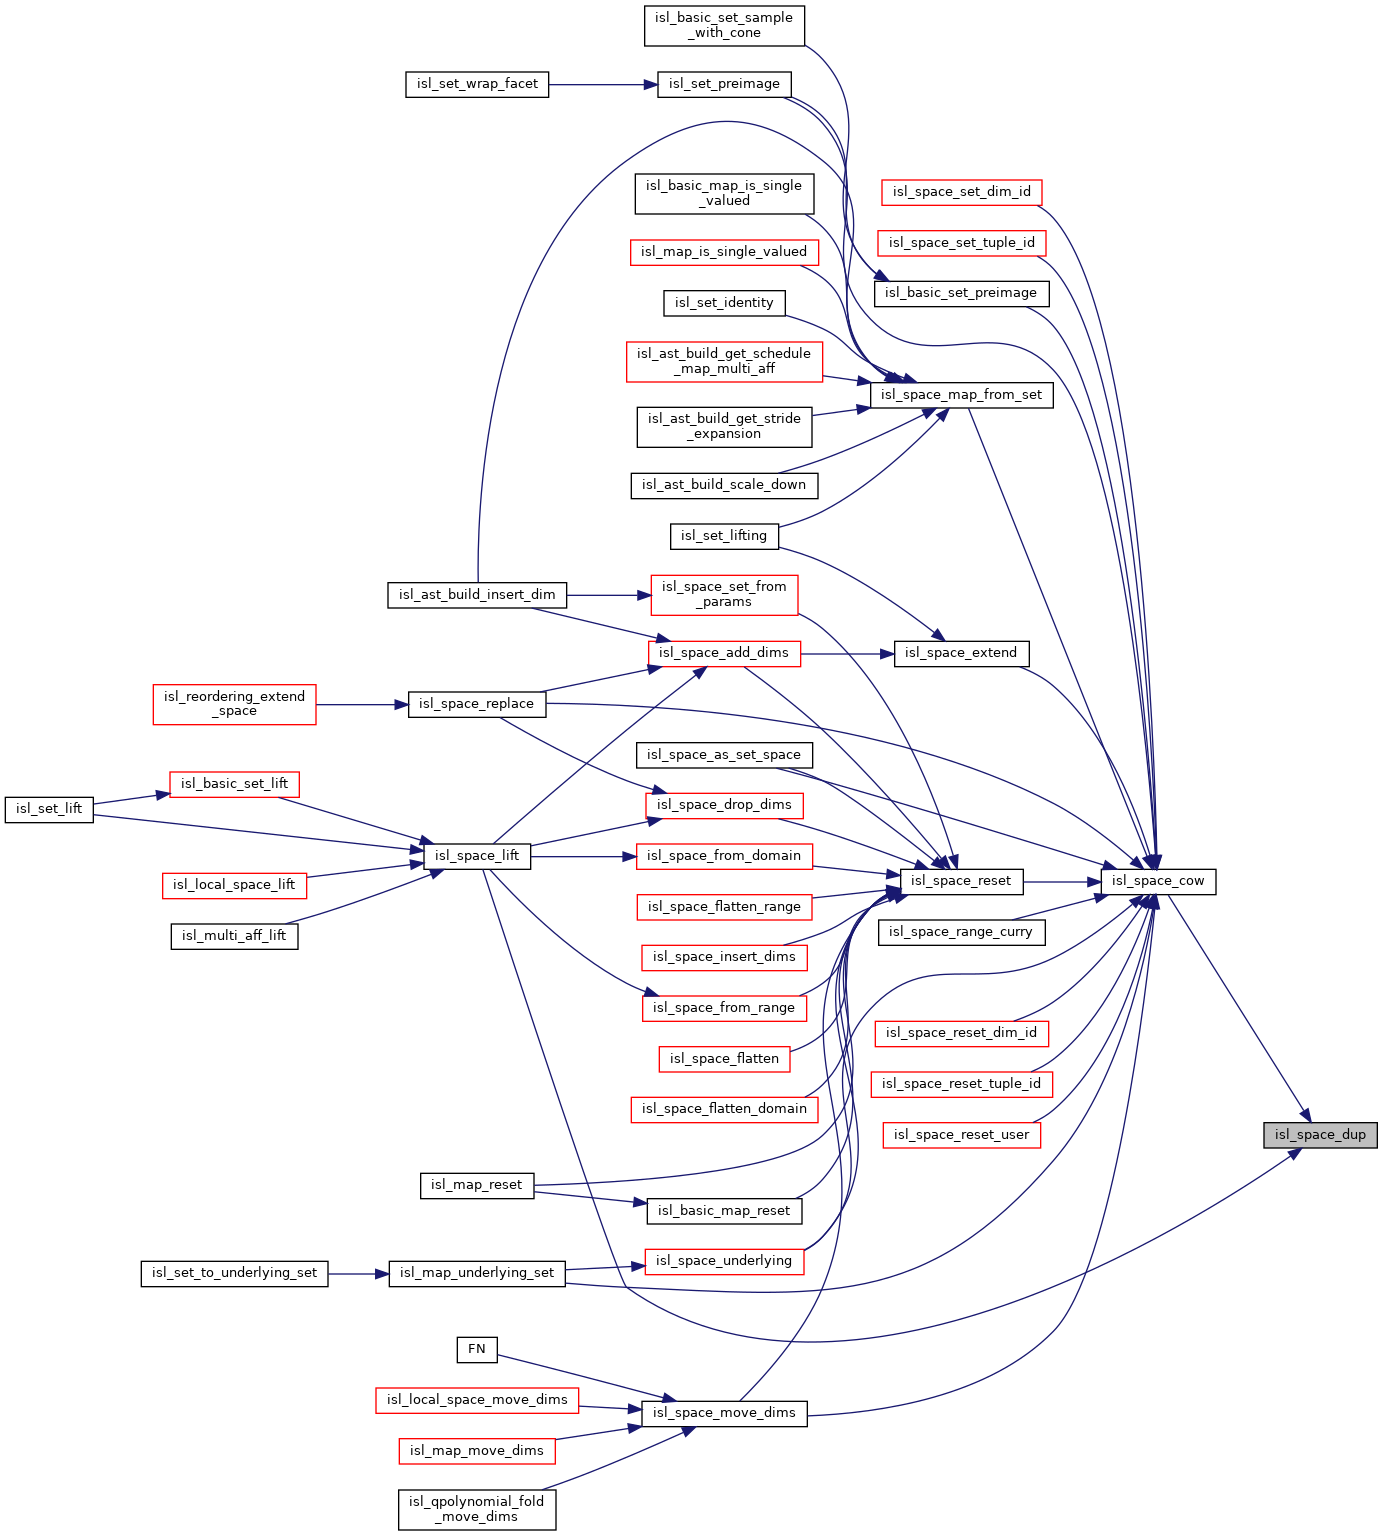 isl_basic_set_sample
_with_cone
isl_set_wrap_facet
isl_set_preimage
isl_basic_map_is_single
_valued
isl_space_set_dim_id
isl_space_set_tuple_id
isl_map_is_single_valued
isl_basic_set_preimage
isl_set_identity
isl_ast_build_get_schedule
_map_multi_aff
isl_space_map_from_set
isl_ast_build_get_stride
_expansion
isl_ast_build_scale_down
isl_set_lifting
isl_ast_build_insert_dim
isl_space_set_from
_params
isl_space_add_dims
isl_space_extend
isl_reordering_extend
_space
isl_space_replace
isl_space_as_set_space
isl_basic_set_lift
isl_set_lift
isl_space_drop_dims
isl_space_lift
isl_space_from_domain
isl_local_space_lift
isl_space_reset
isl_space_cow
isl_space_flatten_range
isl_multi_aff_lift
isl_space_range_curry
isl_space_insert_dims
isl_space_from_range
isl_space_reset_dim_id
isl_space_flatten
isl_space_reset_tuple_id
isl_space_flatten_domain
isl_space_reset_user
isl_space_dup
isl_map_reset
isl_basic_map_reset
isl_space_underlying
isl_set_to_underlying_set
isl_map_underlying_set
FN
isl_local_space_move_dims
isl_space_move_dims
isl_map_move_dims
isl_qpolynomial_fold
_move_dims